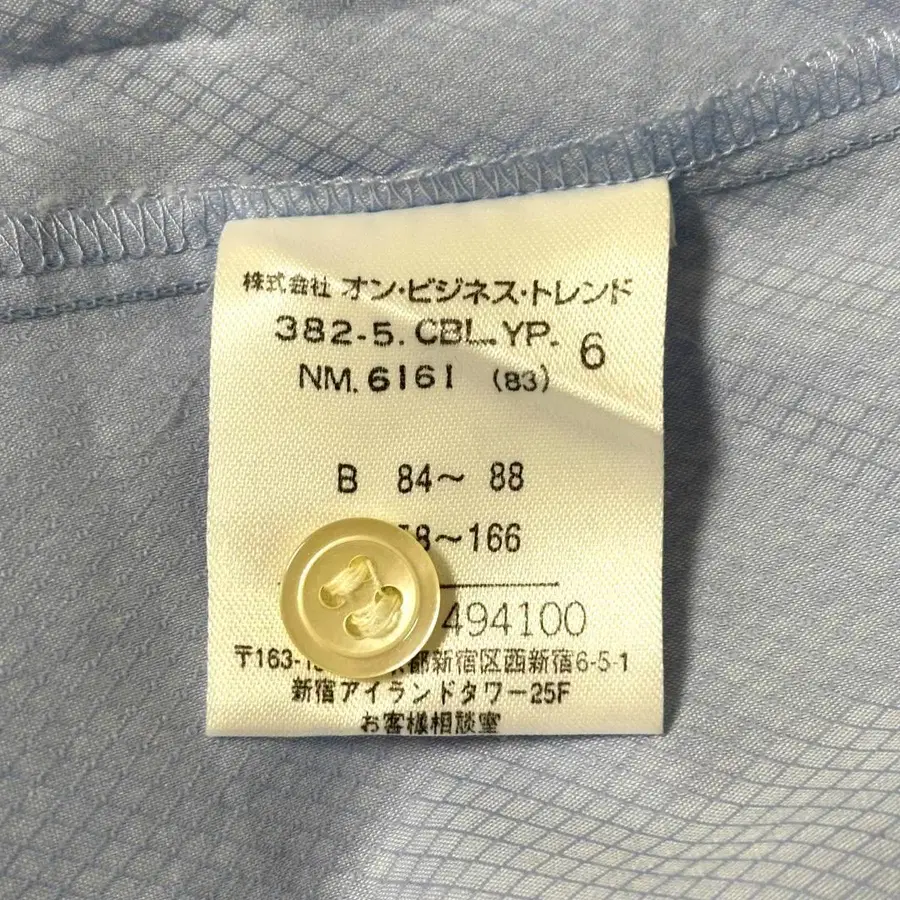 株式会社 オン・ビジネス・トレンド
382-5. CBL. YP. 6
NM. 6161 (83)
B 84～ 88
8～166
494100
〒163- 都新宿区西新宿6-5-1
新宿アイランドタワー25F
お客様相談室